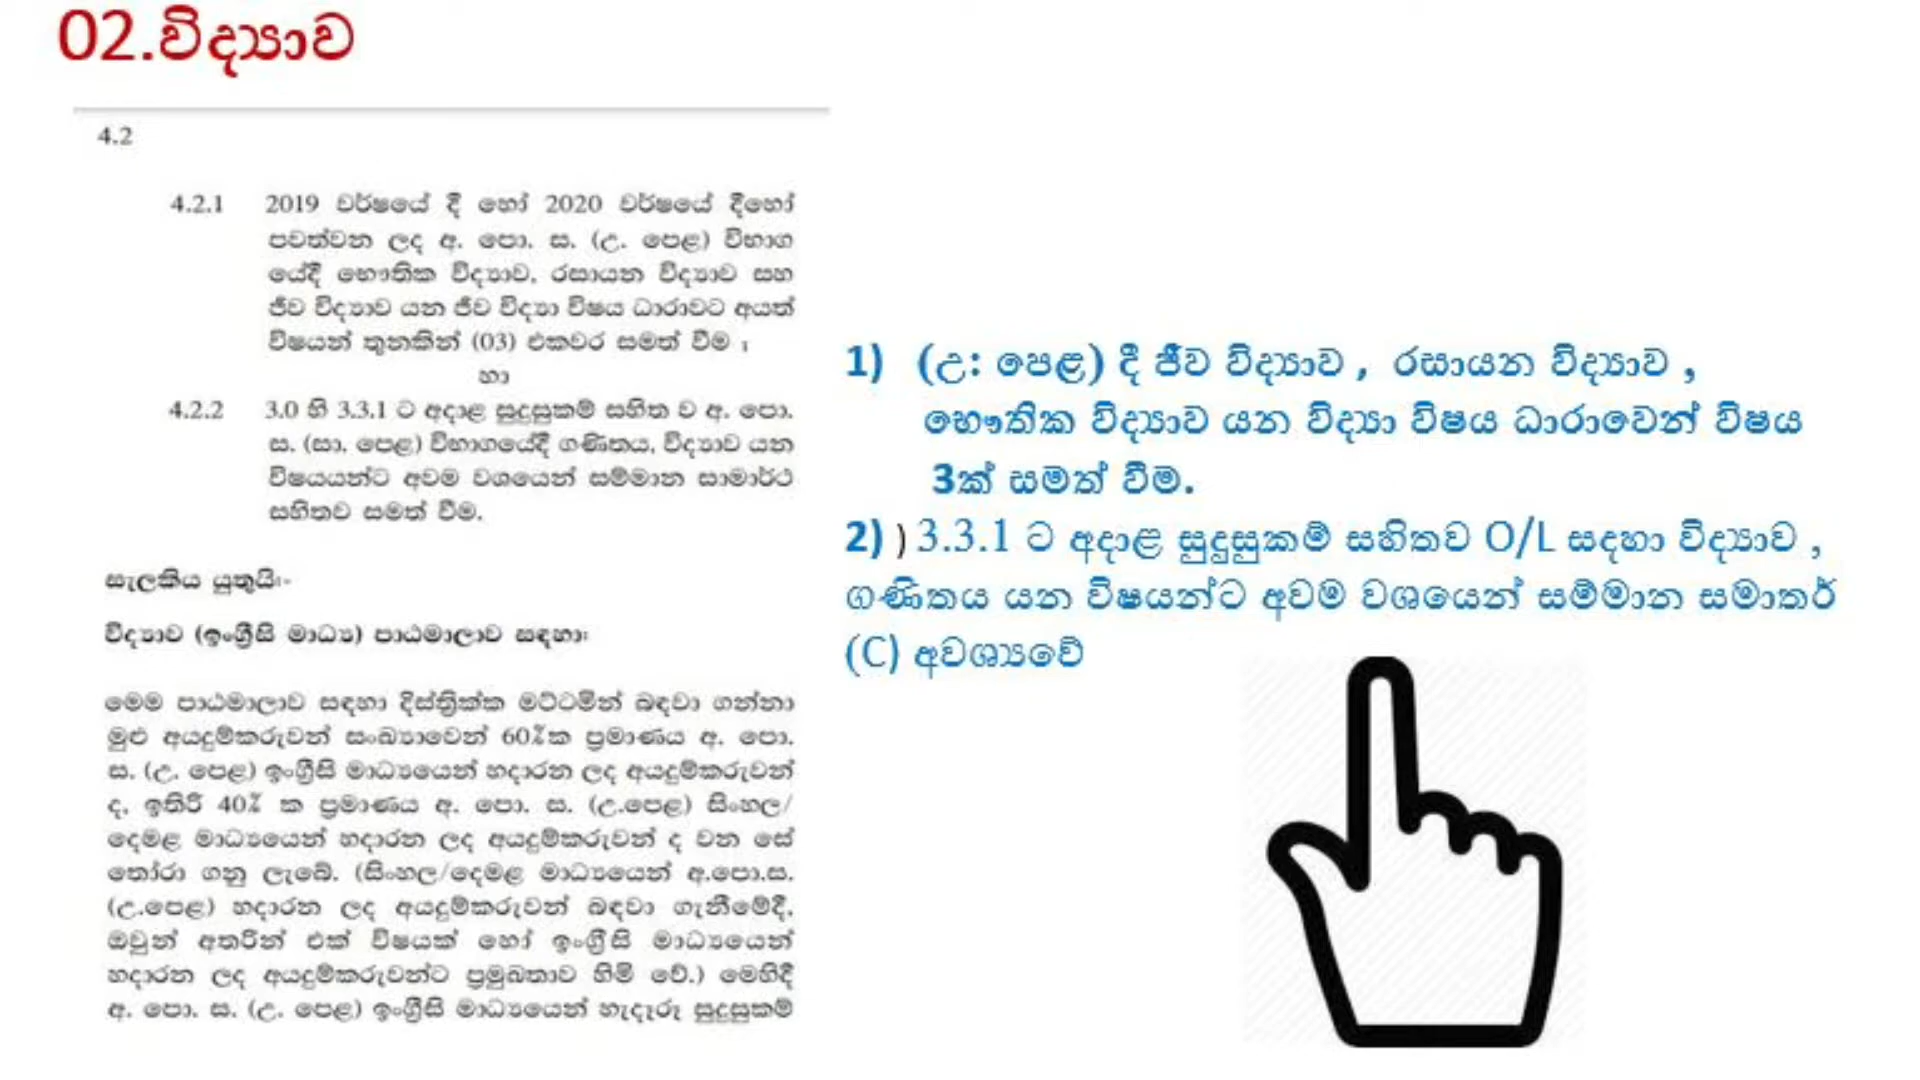 02.විද්‍යාව
4.2
4.2.1 2019 වර්ෂයේ දී හෝ 2020 වර්ෂයේ දීහෝ
පවත්වන ලද අ. පො. ස. (උ. පෙළ) විභාග
යේදී භෞතික විද්‍යාව, රසායන විද්‍යාව සහ
ජීව විද්‍යාව යන ජීව විද්‍යා විෂය ධාරාවට අයත්
විෂයන් තුනකින් (03) එකවර සමත් වීම ;
හා
4.2.2 3.0 හි 3.3.1 ට අදාළ සුදුසුකම් සහිත ව අ. පො.
ස. (සා. පෙළ) විභාගයේදී ගණිතය, විද්‍යාව යන
විෂයයන්ට අවම වශයෙන් සම්මාන සාමාර්ථ
සහිතව සමත් වීම.
සැලකිය යුතුයි:-
විද්‍යාව (ඉංග්‍රීසි මාධ්‍ය) පාඨමාලාව සඳහා:
මෙම පාඨමාලාව සඳහා දිස්ත්‍රික්ක මට්ටමින් බඳවා ගන්නා
මුළු අයදුම්කරුවන් සංඛ්‍යාවෙන් 60%ක ප්‍රමාණය අ. පො.
ස. (උ. පෙළ) ඉංග්‍රීසි මාධ්‍යයෙන් හදාරන ලද අයදුම්කරුවන්
ද, ඉතිරි 40% ක ප්‍රමාණය අ. පො. ස. (උ.පෙළ) සිංහල/
දෙමළ මාධ්‍යයෙන් හදාරන ලද අයදුම්කරුවන් ද වන සේ
තෝරා ගනු ලැබේ. (සිංහල/දෙමළ මාධ්‍යයෙන් අ.පො.ස.
(උ.පෙළ) හදාරන ලද අයදුම්කරුවන් බඳවා ගැනීමේදී,
ඔවුන් අතරින් එක් විෂයක් හෝ ඉංග්‍රීසි මාධ්‍යයෙන්
හදාරන ලද අයදුම්කරුවන්ට ප්‍රමුඛතාව හිමි වේ.) මෙහිදී
අ. පො. ස. (උ. පෙළ) ඉංග්‍රීසි මාධ්‍යයෙන් හැදෑරූ සුදුසුකම්
1) (උ: පෙළ) දී ජීව විද්‍යාව , රසායන විද්‍යාව ,
භෞතික විද්‍යාව යන විද්‍යා විෂය ධාරාවෙන් විෂය
3ක් සමත් වීම.
2) ) 3.3.1 ට අදාළ සුදුසුකම් සහිතව O/L සදහා විද්‍යාව ,
ගණිතය යන විෂයන්ට අවම වශයෙන් සම්මාන සමාතර්
(C) අවශ්‍යවේ